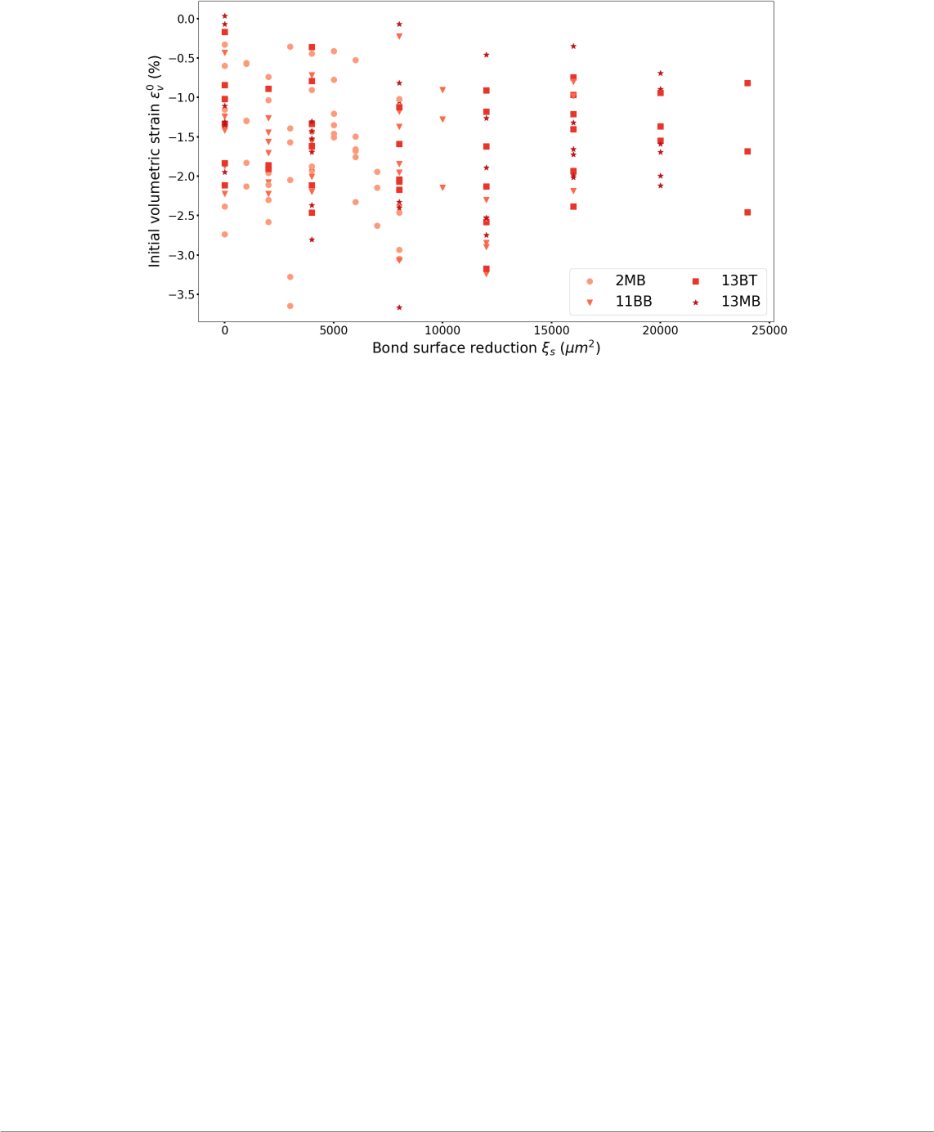 0.0
−0.5
−1.0
−1.5
−2.0
−2.5
−3.0
−3.5
Initial volumetric strain ε⁰ᵥ (%)
2MB
13BT
11BB
13MB
0 5000 10000 15000 20000 25000
Bond surface reduction ξₛ (μm²)